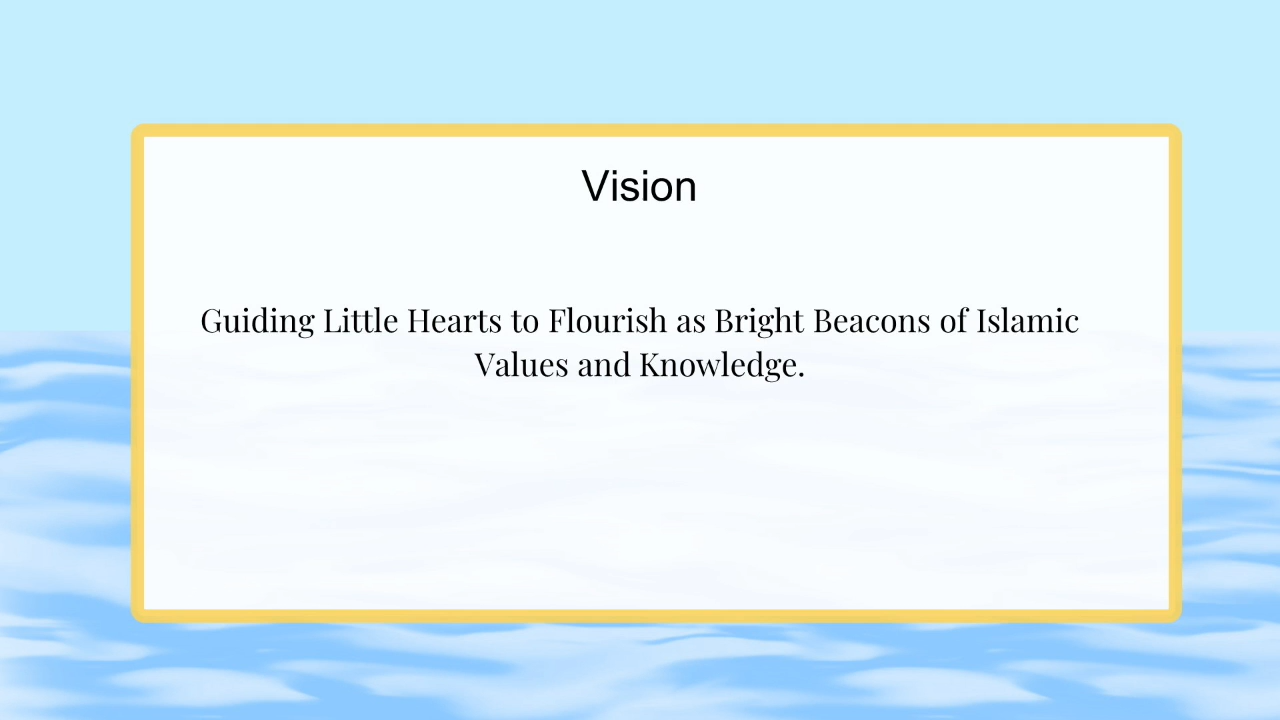 Vision
Guiding Little Hearts to Flourish as Bright Beacons of Islamic
Values and Knowledge.